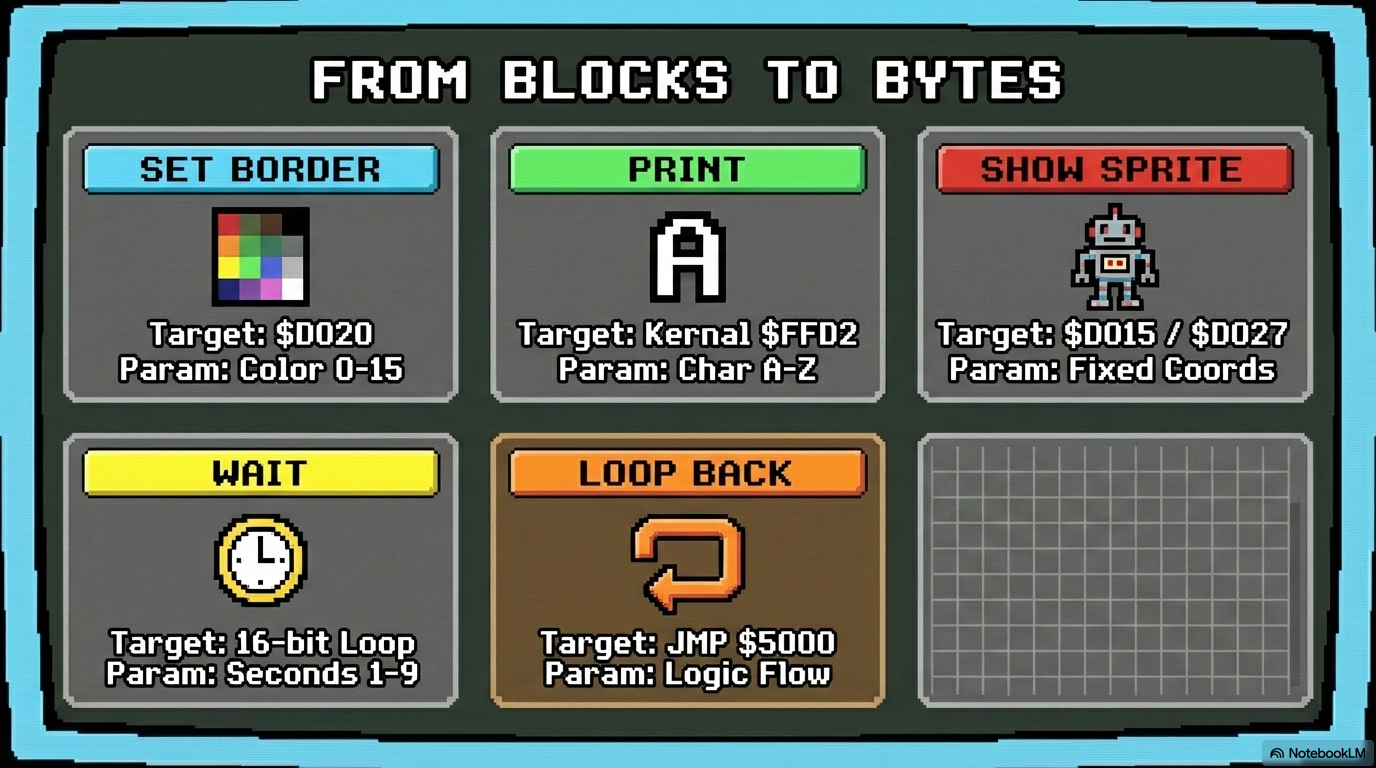 FROM BLOCKS TO BYTES
SET BORDER
Target: $D020
Param: Color 0-15
PRINT
A
Target: Kernal $FFD2
Param: Char A-Z
SHOW SPRITE
Target: $D015 / $D027
Param: Fixed Coords
WAIT
Target: 16-bit Loop
Param: Seconds 1-9
LOOP BACK
Target: JMP $5000
Param: Logic Flow
NotebookLM